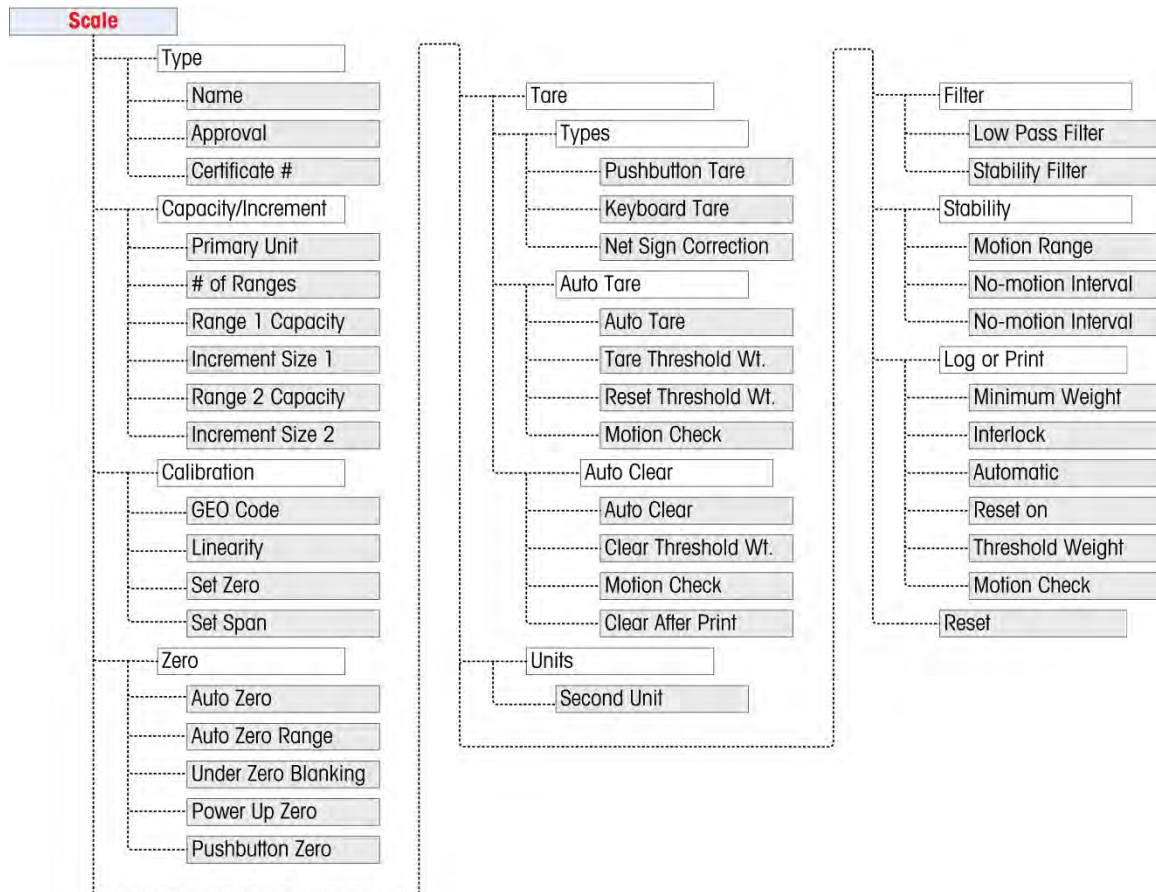 Scale
Type
Name
Approval
Certificate #
Capacity/Increment
Primary Unit
# of Ranges
Range 1 Capacity
Increment Size 1
Range 2 Capacity
Increment Size 2
Calibration
GEO Code
Linearity
Set Zero
Set Span
Zero
Auto Zero
Auto Zero Range
Under Zero Blanking
Power Up Zero
Pushbutton Zero
Tare
Types
Pushbutton Tare
Keyboard Tare
Net Sign Correction
Auto Tare
Auto Tare
Tare Threshold Wt.
Reset Threshold Wt.
Motion Check
Auto Clear
Auto Clear
Clear Threshold Wt.
Motion Check
Clear After Print
Units
Second Unit
Filter
Low Pass Filter
Stability Filter
Stability
Motion Range
No-motion Interval
No-motion Interval
Log or Print
Minimum Weight
Interlock
Automatic
Reset on
Threshold Weight
Motion Check
Reset